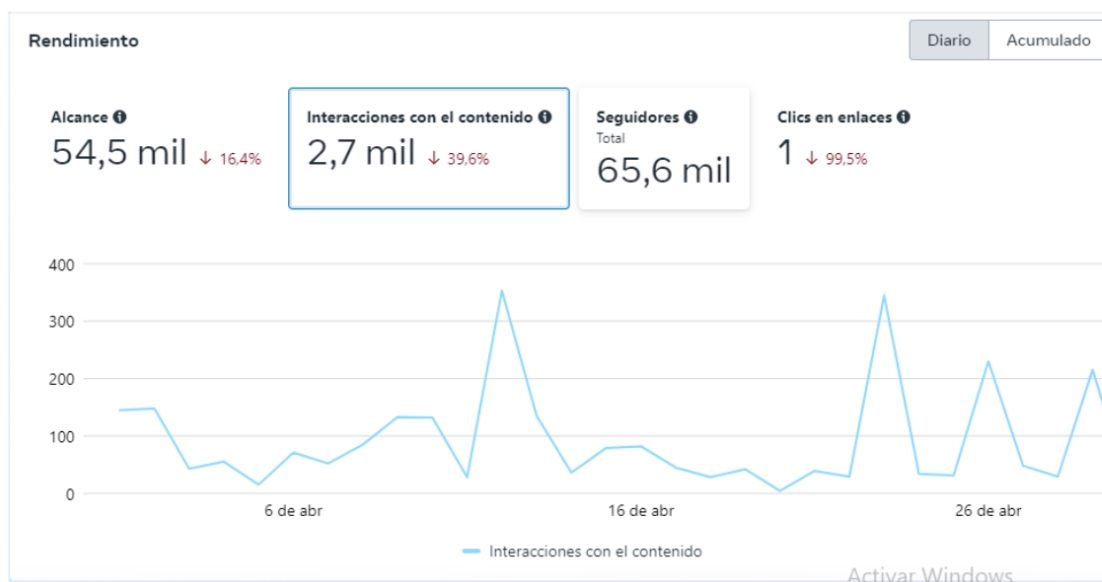 Rendimiento
Diario
Acumulado
Alcance
54,5 mil ↓ 16,4%
Interacciones con el contenido
2,7 mil ↓ 39,6%
Seguidores
Total
65,6 mil
Clics en enlaces
1 ↓ 99,5%
400
300
200
100
0
6 de abr
16 de abr
26 de abr
Interacciones con el contenido
Activar Windows